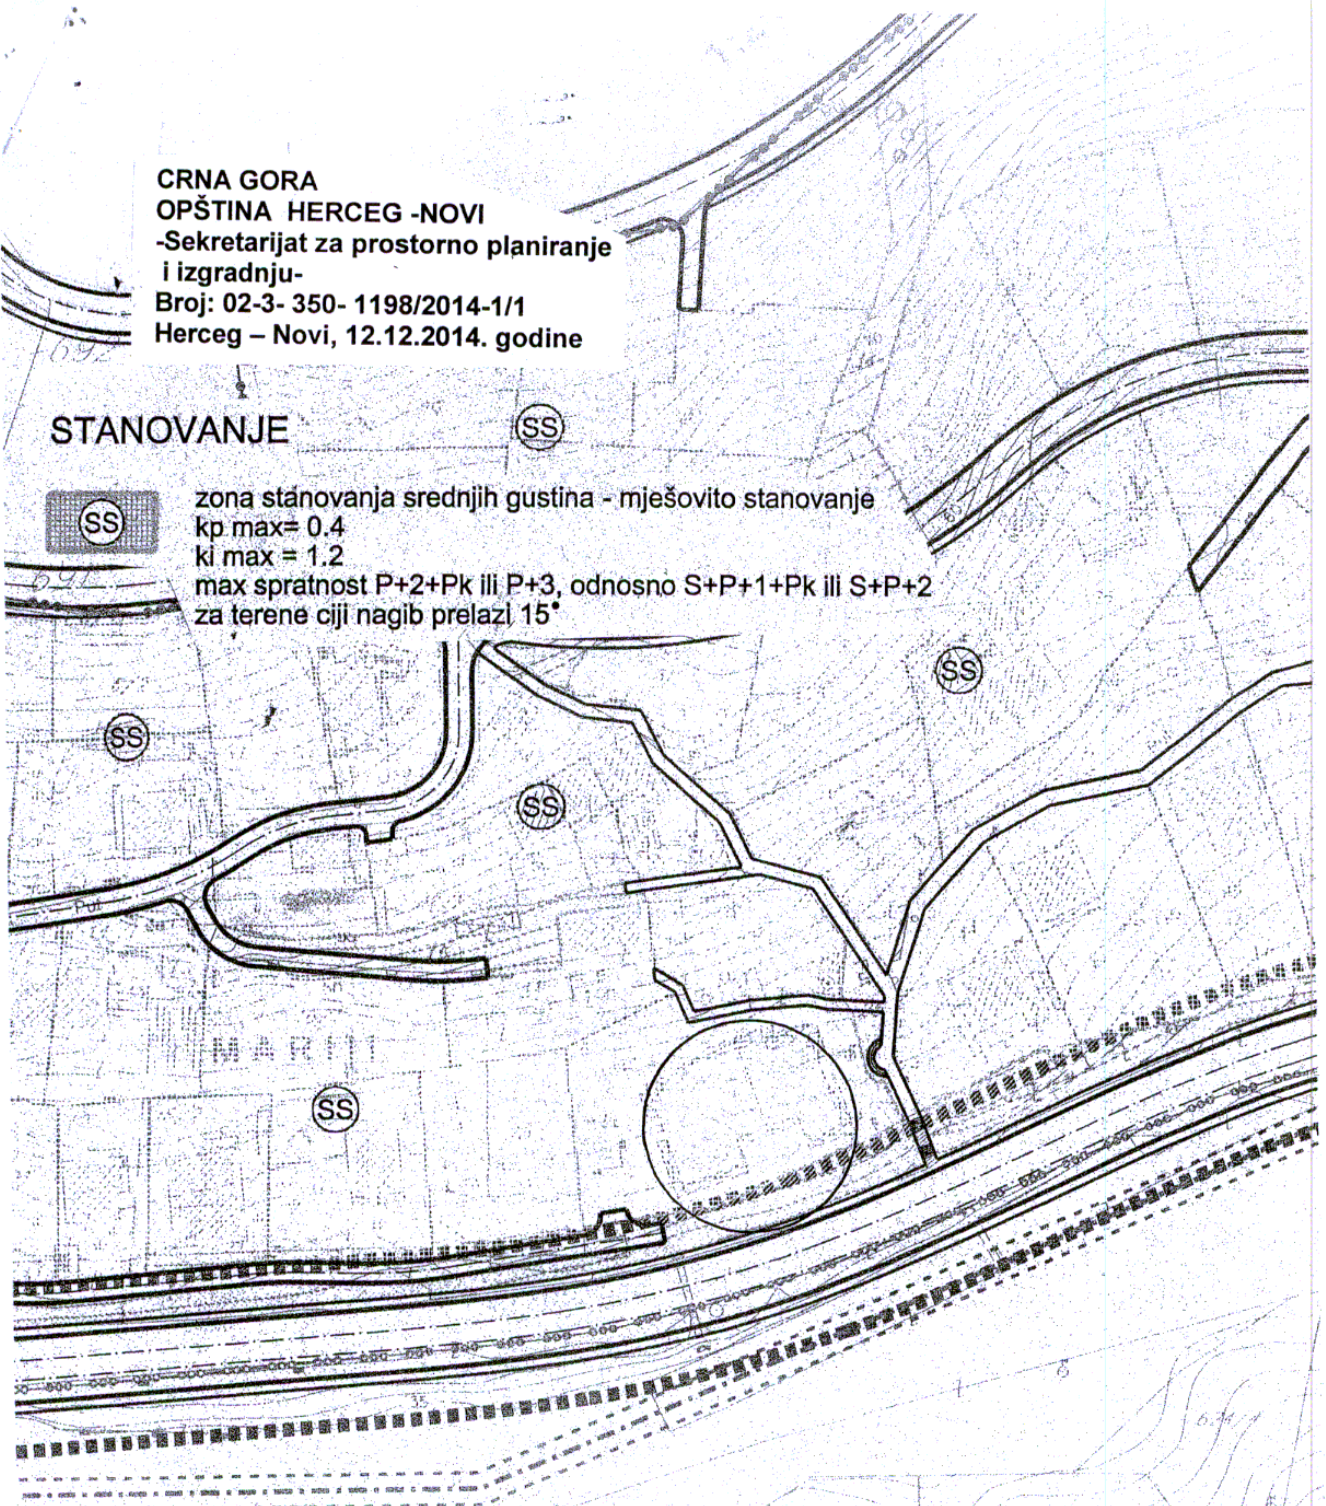 CRNA GORA
OPŠTINA HERCEG -NOVI
-Sekretarijat za prostorno planiranje
i izgradnju-
Broj: 02-3- 350- 1198/2014-1/1
Herceg – Novi, 12.12.2014. godine
692
STANOVANJE
SS
SS
zona stanovanja srednjih gustina - mješovito stanovanje
kp max= 0.4
ki max = 1.2
max spratnost P+2+Pk ili P+3, odnosno S+P+1+Pk ili S+P+2
za terene ciji nagib prelazi 15°
SS
SS
SS
Put
SS
35